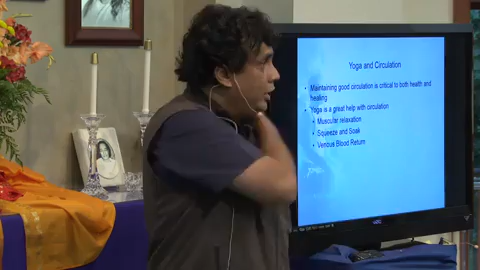 Yoga and Circulation
• Maintaining good circulation is critical to both health and
healing
• Yoga is a great help with circulation
• Muscular relaxation
• Squeeze and Soak
• Venous Blood Return
NEC